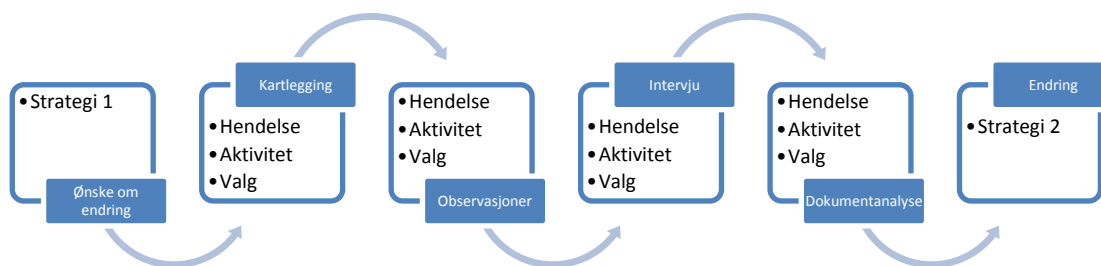 • Strategi 1
Ønske om
endring
Kartlegging
• Hendelse
• Aktivitet
• Valg
• Hendelse
• Aktivitet
• Valg
Observasjoner
Intervju
• Hendelse
• Aktivitet
• Valg
• Hendelse
• Aktivitet
• Valg
Dokumentanalyse
Endring
• Strategi 2